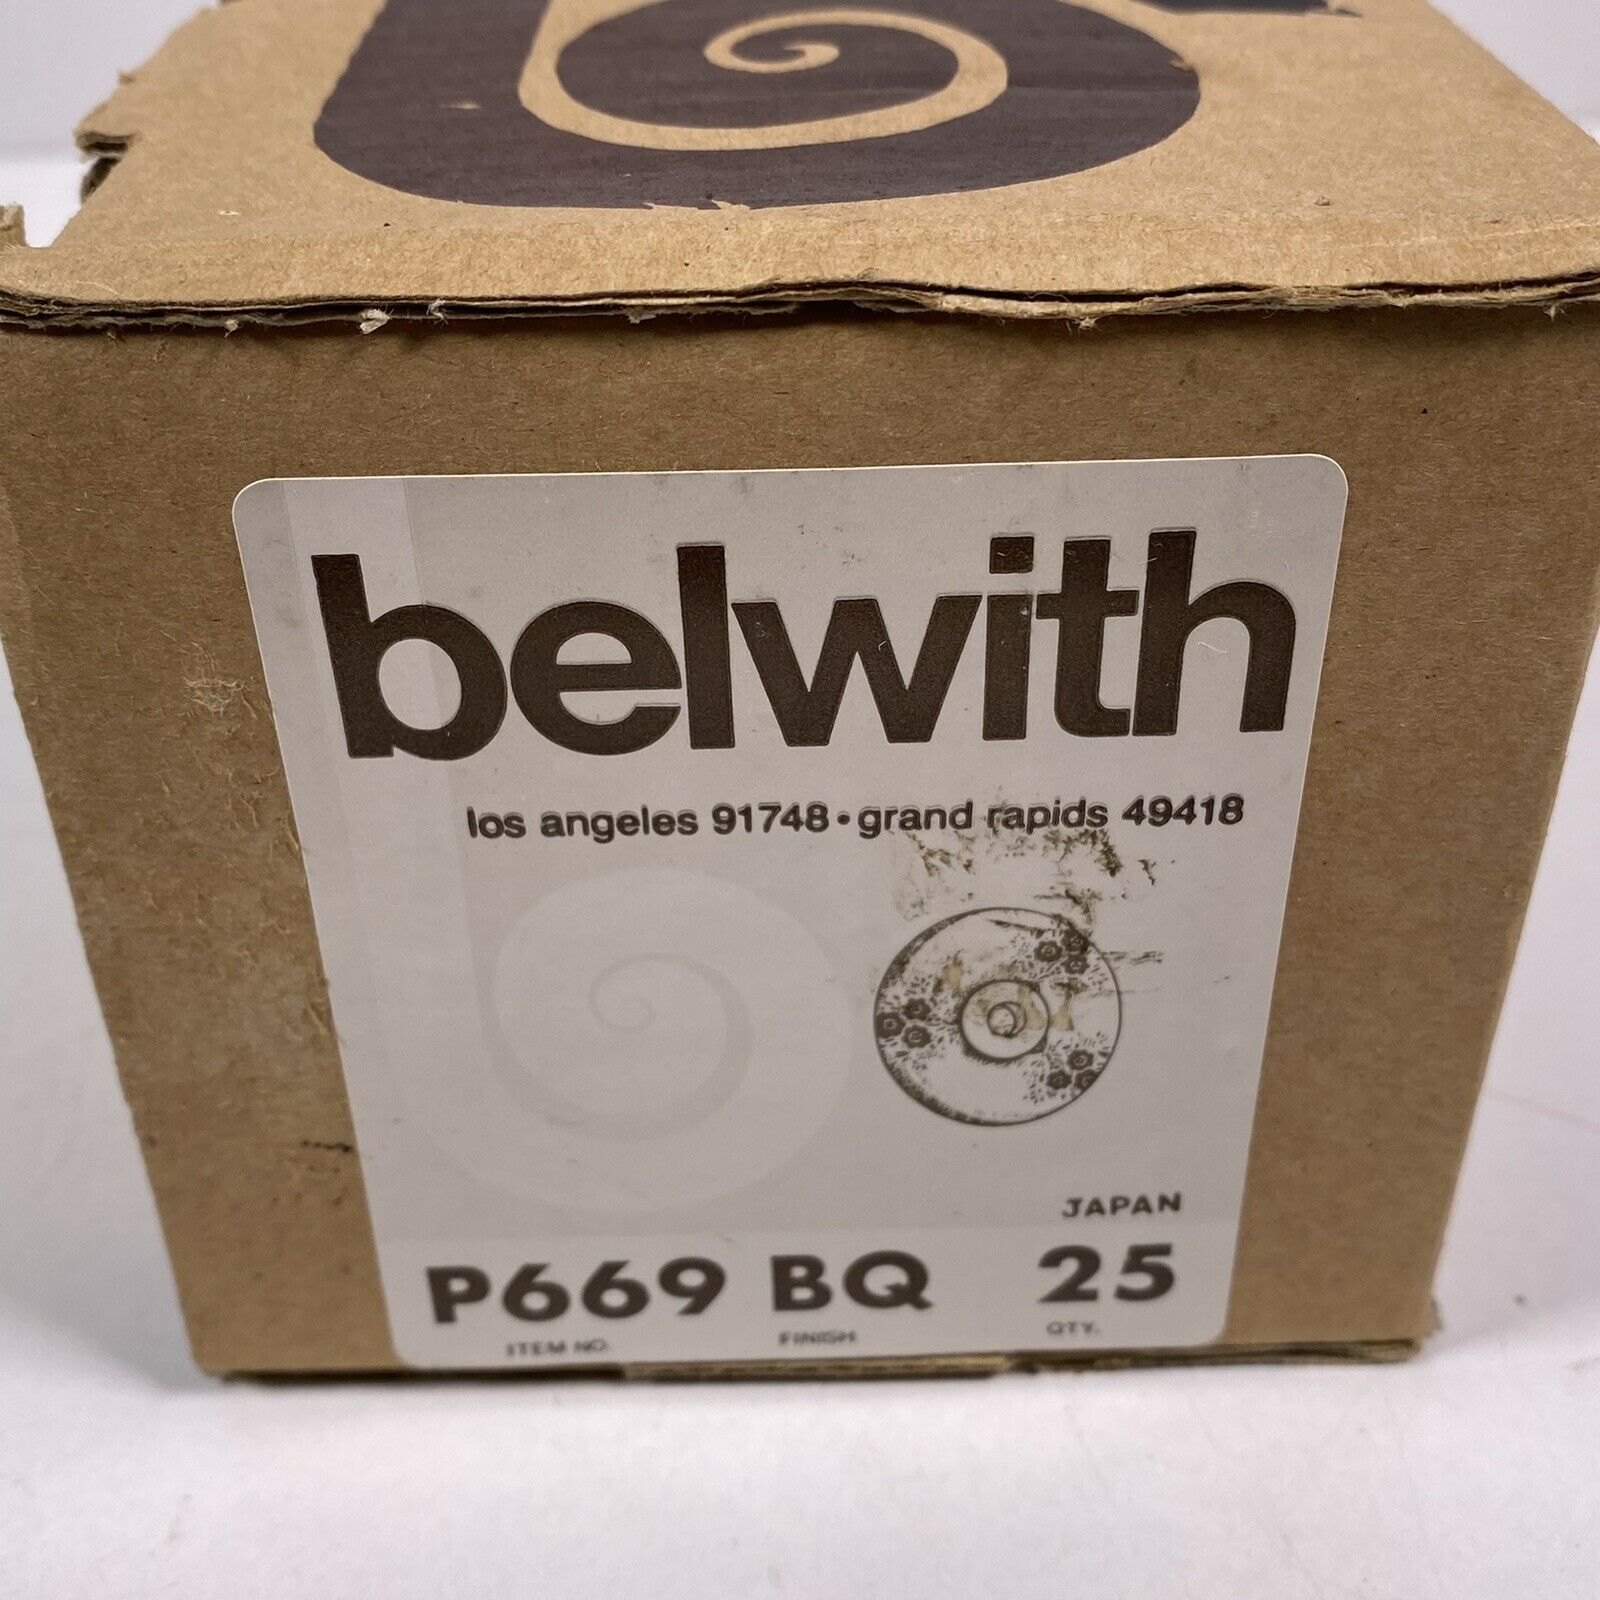 belwith
los angeles 91748 • grand rapids 49418
JAPAN
P669 BQ 25
ITEM NO. FINISH QTY.